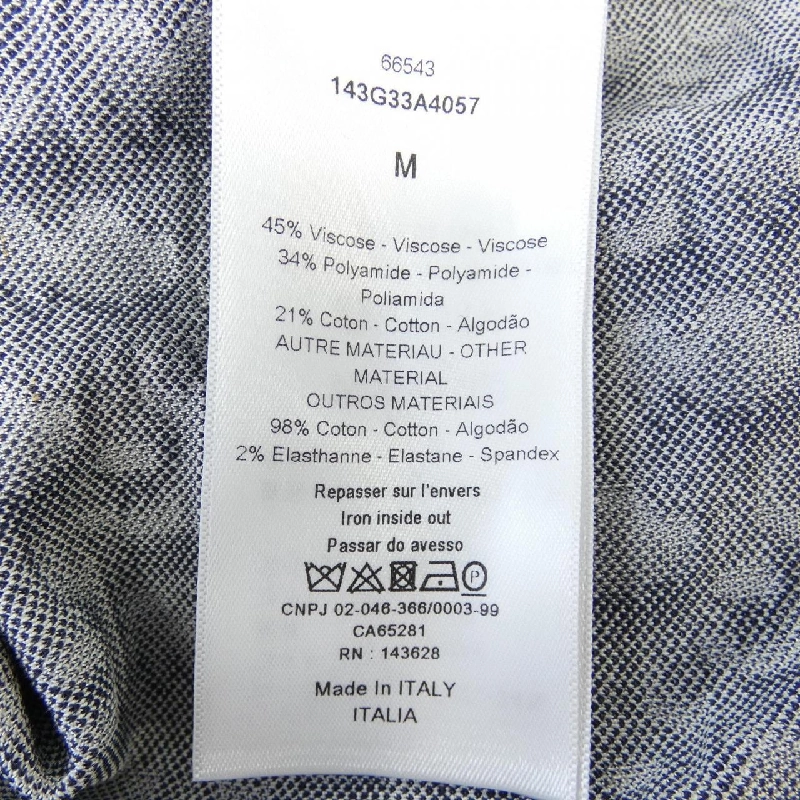 66543
143G33A4057
M
45% Viscose - Viscose - Viscose
34% Polyamide - Polyamide -
Poliamida
21% Coton - Cotton - Algodão
AUTRE MATERIAU - OTHER
MATERIAL
OUTROS MATERIAIS
98% Coton - Cotton - Algodão
2% Elasthanne - Elastane - Spandex
Repasser sur l'envers
Iron inside out
Passar do avesso
P
CNPJ 02-046-366/0003-99
CA65281
RN : 143628
Made In ITALY
ITALIA